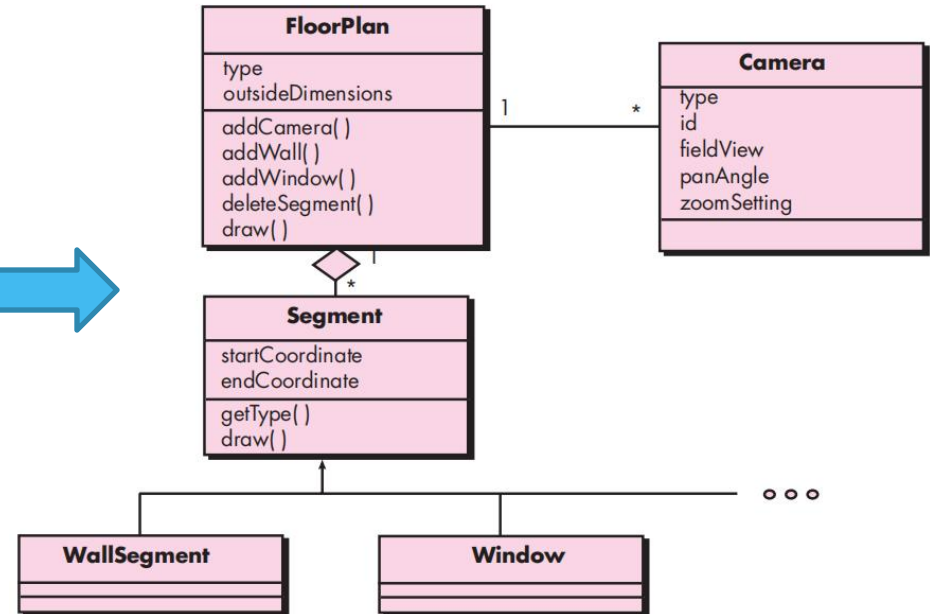 FloorPlan
type
outsideDimensions
addCamera( )
addWall( )
addWindow( )
deleteSegment( )
draw( )
1
*
Camera
type
id
fieldView
panAngle
zoomSetting
1
*
Segment
startCoordinate
endCoordinate
getType( )
draw( )
WallSegment
Window